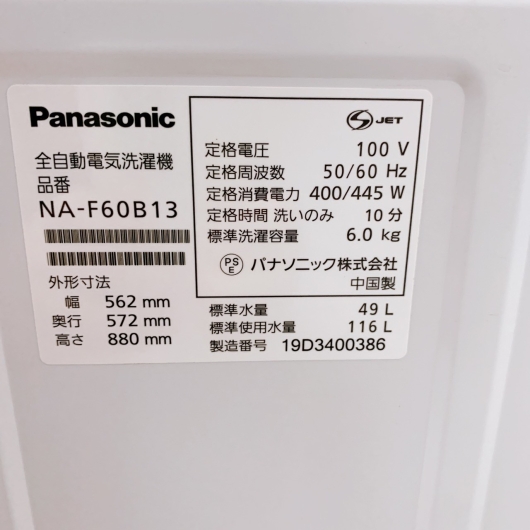 Panasonic
全自動電気洗濯機
品番
NA-F60B13
外形寸法
幅 562 mm
奥行 572 mm
高さ 880 mm
S JET
定格電圧 100 V
定格周波数 50/60 Hz
定格消費電力 400/445 W
定格時間 洗いのみ 10 分
標準洗濯容量 6.0 kg
PS
E パナソニック株式会社
中国製
標準水量 49 L
標準使用水量 116 L
製造番号 19D3400386